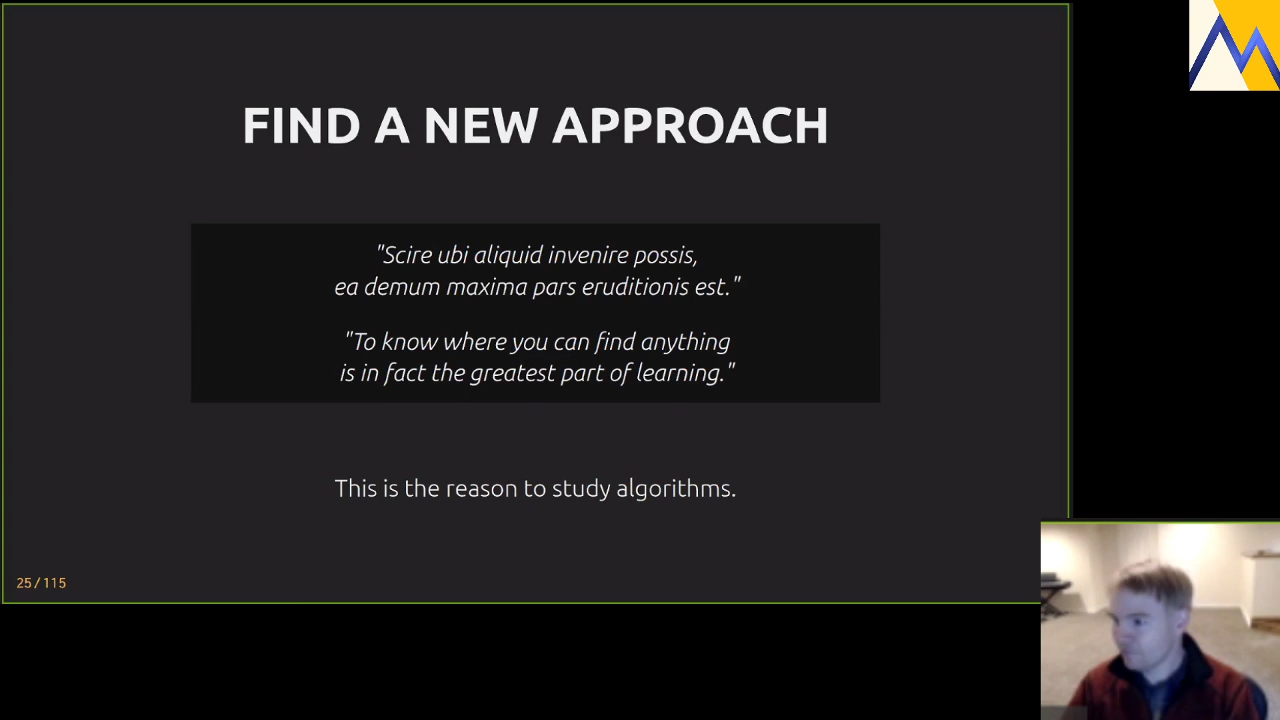 FIND A NEW APPROACH
"Scire ubi aliquid invenire possis,
ea demum maxima pars eruditionis est."
"To know where you can find anything
is in fact the greatest part of learning."
This is the reason to study algorithms.
25 / 115